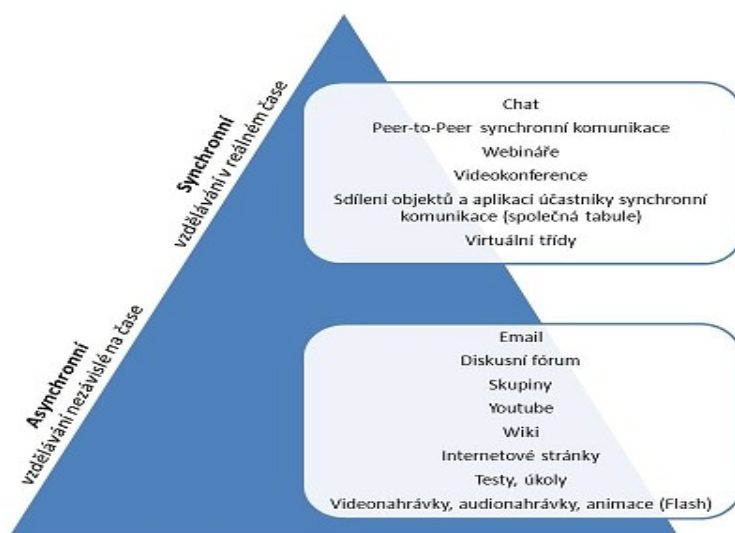 Synchronní
vzdělávání v reálném čase
Chat
Peer-to-Peer synchronní komunikace
Webináře
Videokonference
Sdílení objektů a aplikaci účastníky synchronní
komunikace (společná tabule)
Virtuální třídy
Asynchronní
vzdělávání nezávislé na čase
Email
Diskusní fórum
Skupiny
Youtube
Wiki
Internetové stránky
Testy, úkoly
Videonahrávky, audionahrávky, animace (Flash)